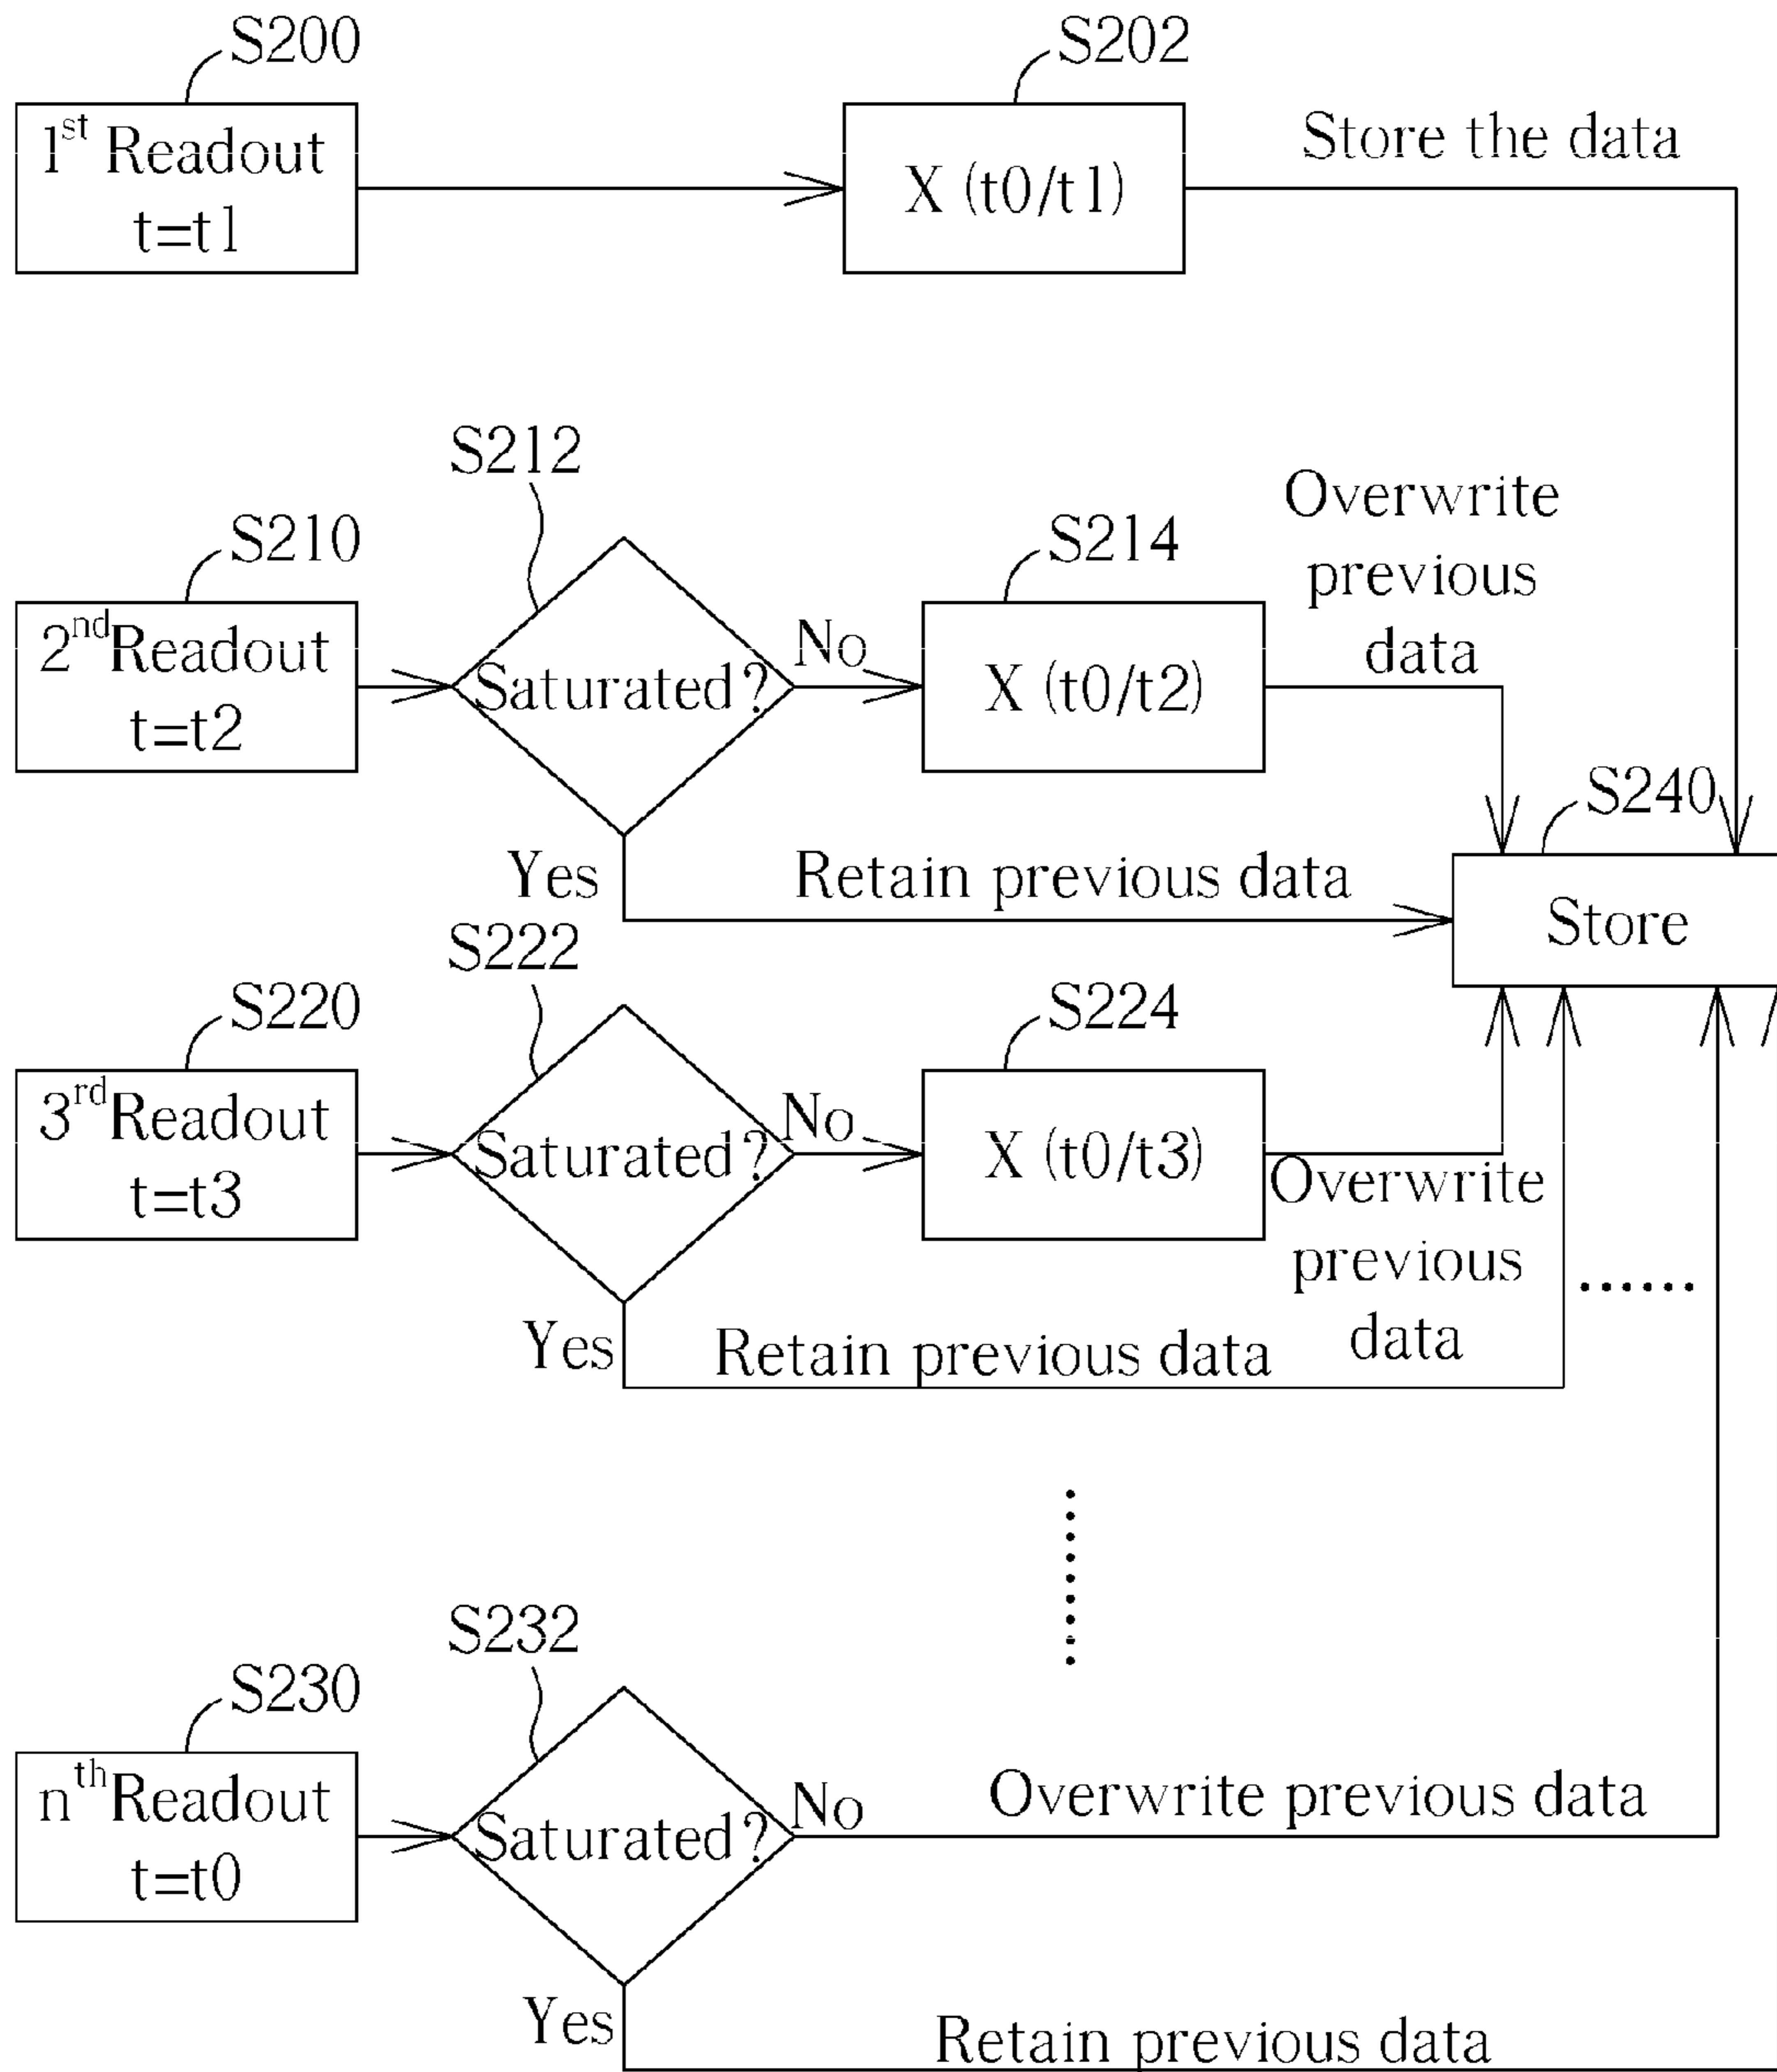 S200
1st Readout
t=t1
S202
X (t0/t1)
Store the data
S210
2nd Readout
t=t2
S212
Saturated?
No
Yes
S214
X (t0/t2)
Overwrite
previous
data
Retain previous data
S240
Store
S220
3rd Readout
t=t3
S222
Saturated?
No
Yes
S224
X (t0/t3)
Overwrite
previous
data
......
Retain previous data
S230
nth Readout
t=t0
S232
Saturated?
No
Overwrite previous data
Yes
Retain previous data